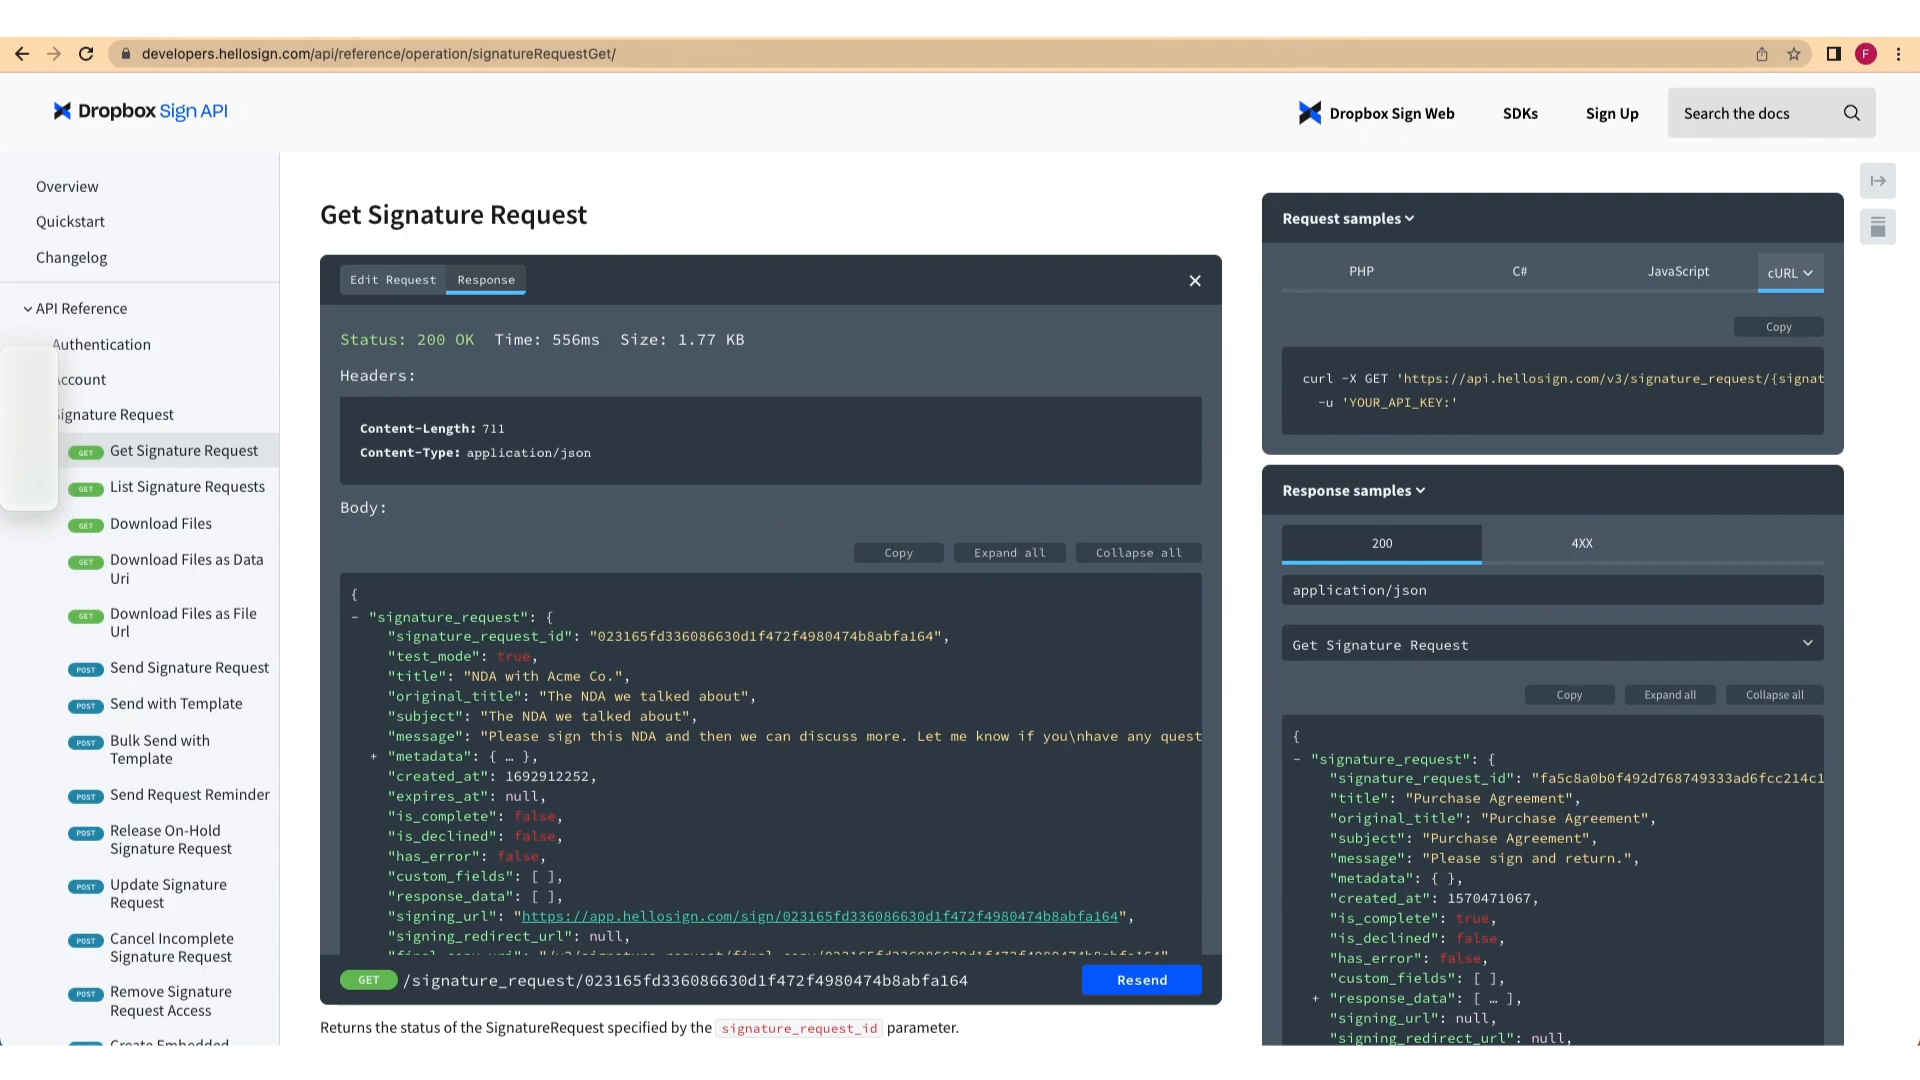 developers.hellosign.com/api/reference/operation/signatureRequestGet/
F
Dropbox Sign API
Dropbox Sign Web
SDKs
Sign Up
Search the docs
Overview
Quickstart
Changelog
API Reference
Authentication
ccount
ignature Request
GET Get Signature Request
GET List Signature Requests
GET Download Files
GET Download Files as Data
Uri
GET Download Files as File
Url
POST Send Signature Request
POST Send with Template
POST Bulk Send with
Template
POST Send Request Reminder
POST Release On-Hold
Signature Request
POST Update Signature
Request
POST Cancel Incomplete
Signature Request
POST Remove Signature
Request Access
Create Embedded
Get Signature Request
Edit Request
Response
Status: 200 OK Time: 556ms Size: 1.77 KB
Headers:
Content-Length: 711
Content-Type: application/json
Body:
Copy
Expand all
Collapse all
{
- "signature_request": {
"signature_request_id": "023165fd336086630d1f472f4980474b8abfa164",
"test_mode": true,
"title": "NDA with Acme Co.",
"original_title": "The NDA we talked about",
"subject": "The NDA we talked about",
"message": "Please sign this NDA and then we can discuss more. Let me know if you\nhave any quest
+ "metadata": { … },
"created_at": 1692912252,
"expires_at": null,
"is_complete": false,
"is_declined": false,
"has_error": false,
"custom_fields": [ ],
"response_data": [ ],
"signing_url": "https://app.hellosign.com/sign/023165fd336086630d1f472f4980474b8abfa164",
"signing_redirect_url": null,
"final_copy_uri": "/v3/signature_request/final_copy/023165fd336086630d1f472f4980474b8abfa164"
GET /signature_request/023165fd336086630d1f472f4980474b8abfa164
Resend
Returns the status of the SignatureRequest specified by the signature_request_id parameter.
Request samples
PHP
C#
JavaScript
cURL
Copy
curl -X GET 'https://api.hellosign.com/v3/signature_request/{signat
-u 'YOUR_API_KEY:'
Response samples
200
4XX
application/json
Get Signature Request
Copy
Expand all
Collapse all
{
- "signature_request": {
"signature_request_id": "fa5c8a0b0f492d768749333ad6fcc214c1
"title": "Purchase Agreement",
"original_title": "Purchase Agreement",
"subject": "Purchase Agreement",
"message": "Please sign and return.",
"metadata": { },
"created_at": 1570471067,
"is_complete": true,
"is_declined": false,
"has_error": false,
"custom_fields": [ ],
+ "response_data": [ … ],
"signing_url": null,
"signing_redirect_url": null,